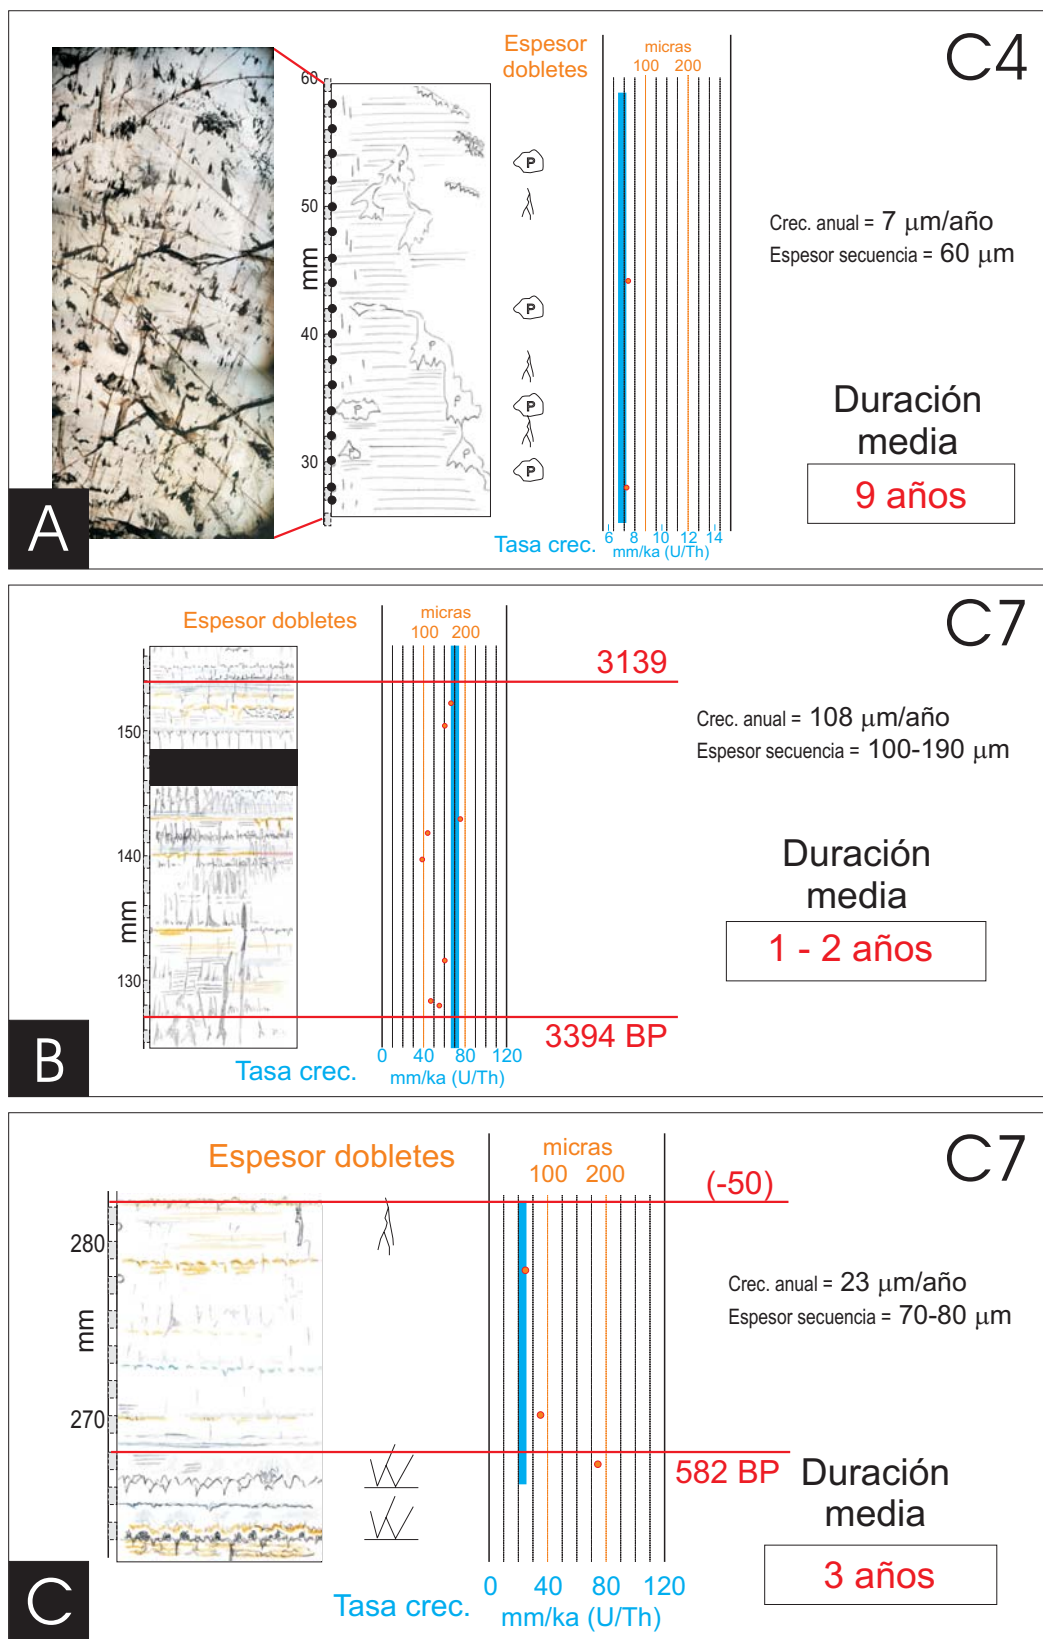 Espesor
dobletes
micras
100 200
C4
60
50
mm
40
30
P
P
P
P
P
P
P
P
Crec. anual = 7 μm/año
Espesor secuencia = 60 μm
Duración
media
9 años
A
Tasa crec.
6 8 10 12 14
mm/ka (U/Th)
Espesor dobletes
micras
100 200
C7
3139
150
140
mm
130
Crec. anual = 108 μm/año
Espesor secuencia = 100-190 μm
Duración
media
1 - 2 años
3394 BP
B
Tasa crec.
0 40 80 120
mm/ka (U/Th)
Espesor dobletes
micras
100 200
C7
(-50)
280
mm
270
Crec. anual = 23 μm/año
Espesor secuencia = 70-80 μm
582 BP
Duración
media
3 años
C
Tasa crec.
0 40 80 120
mm/ka (U/Th)